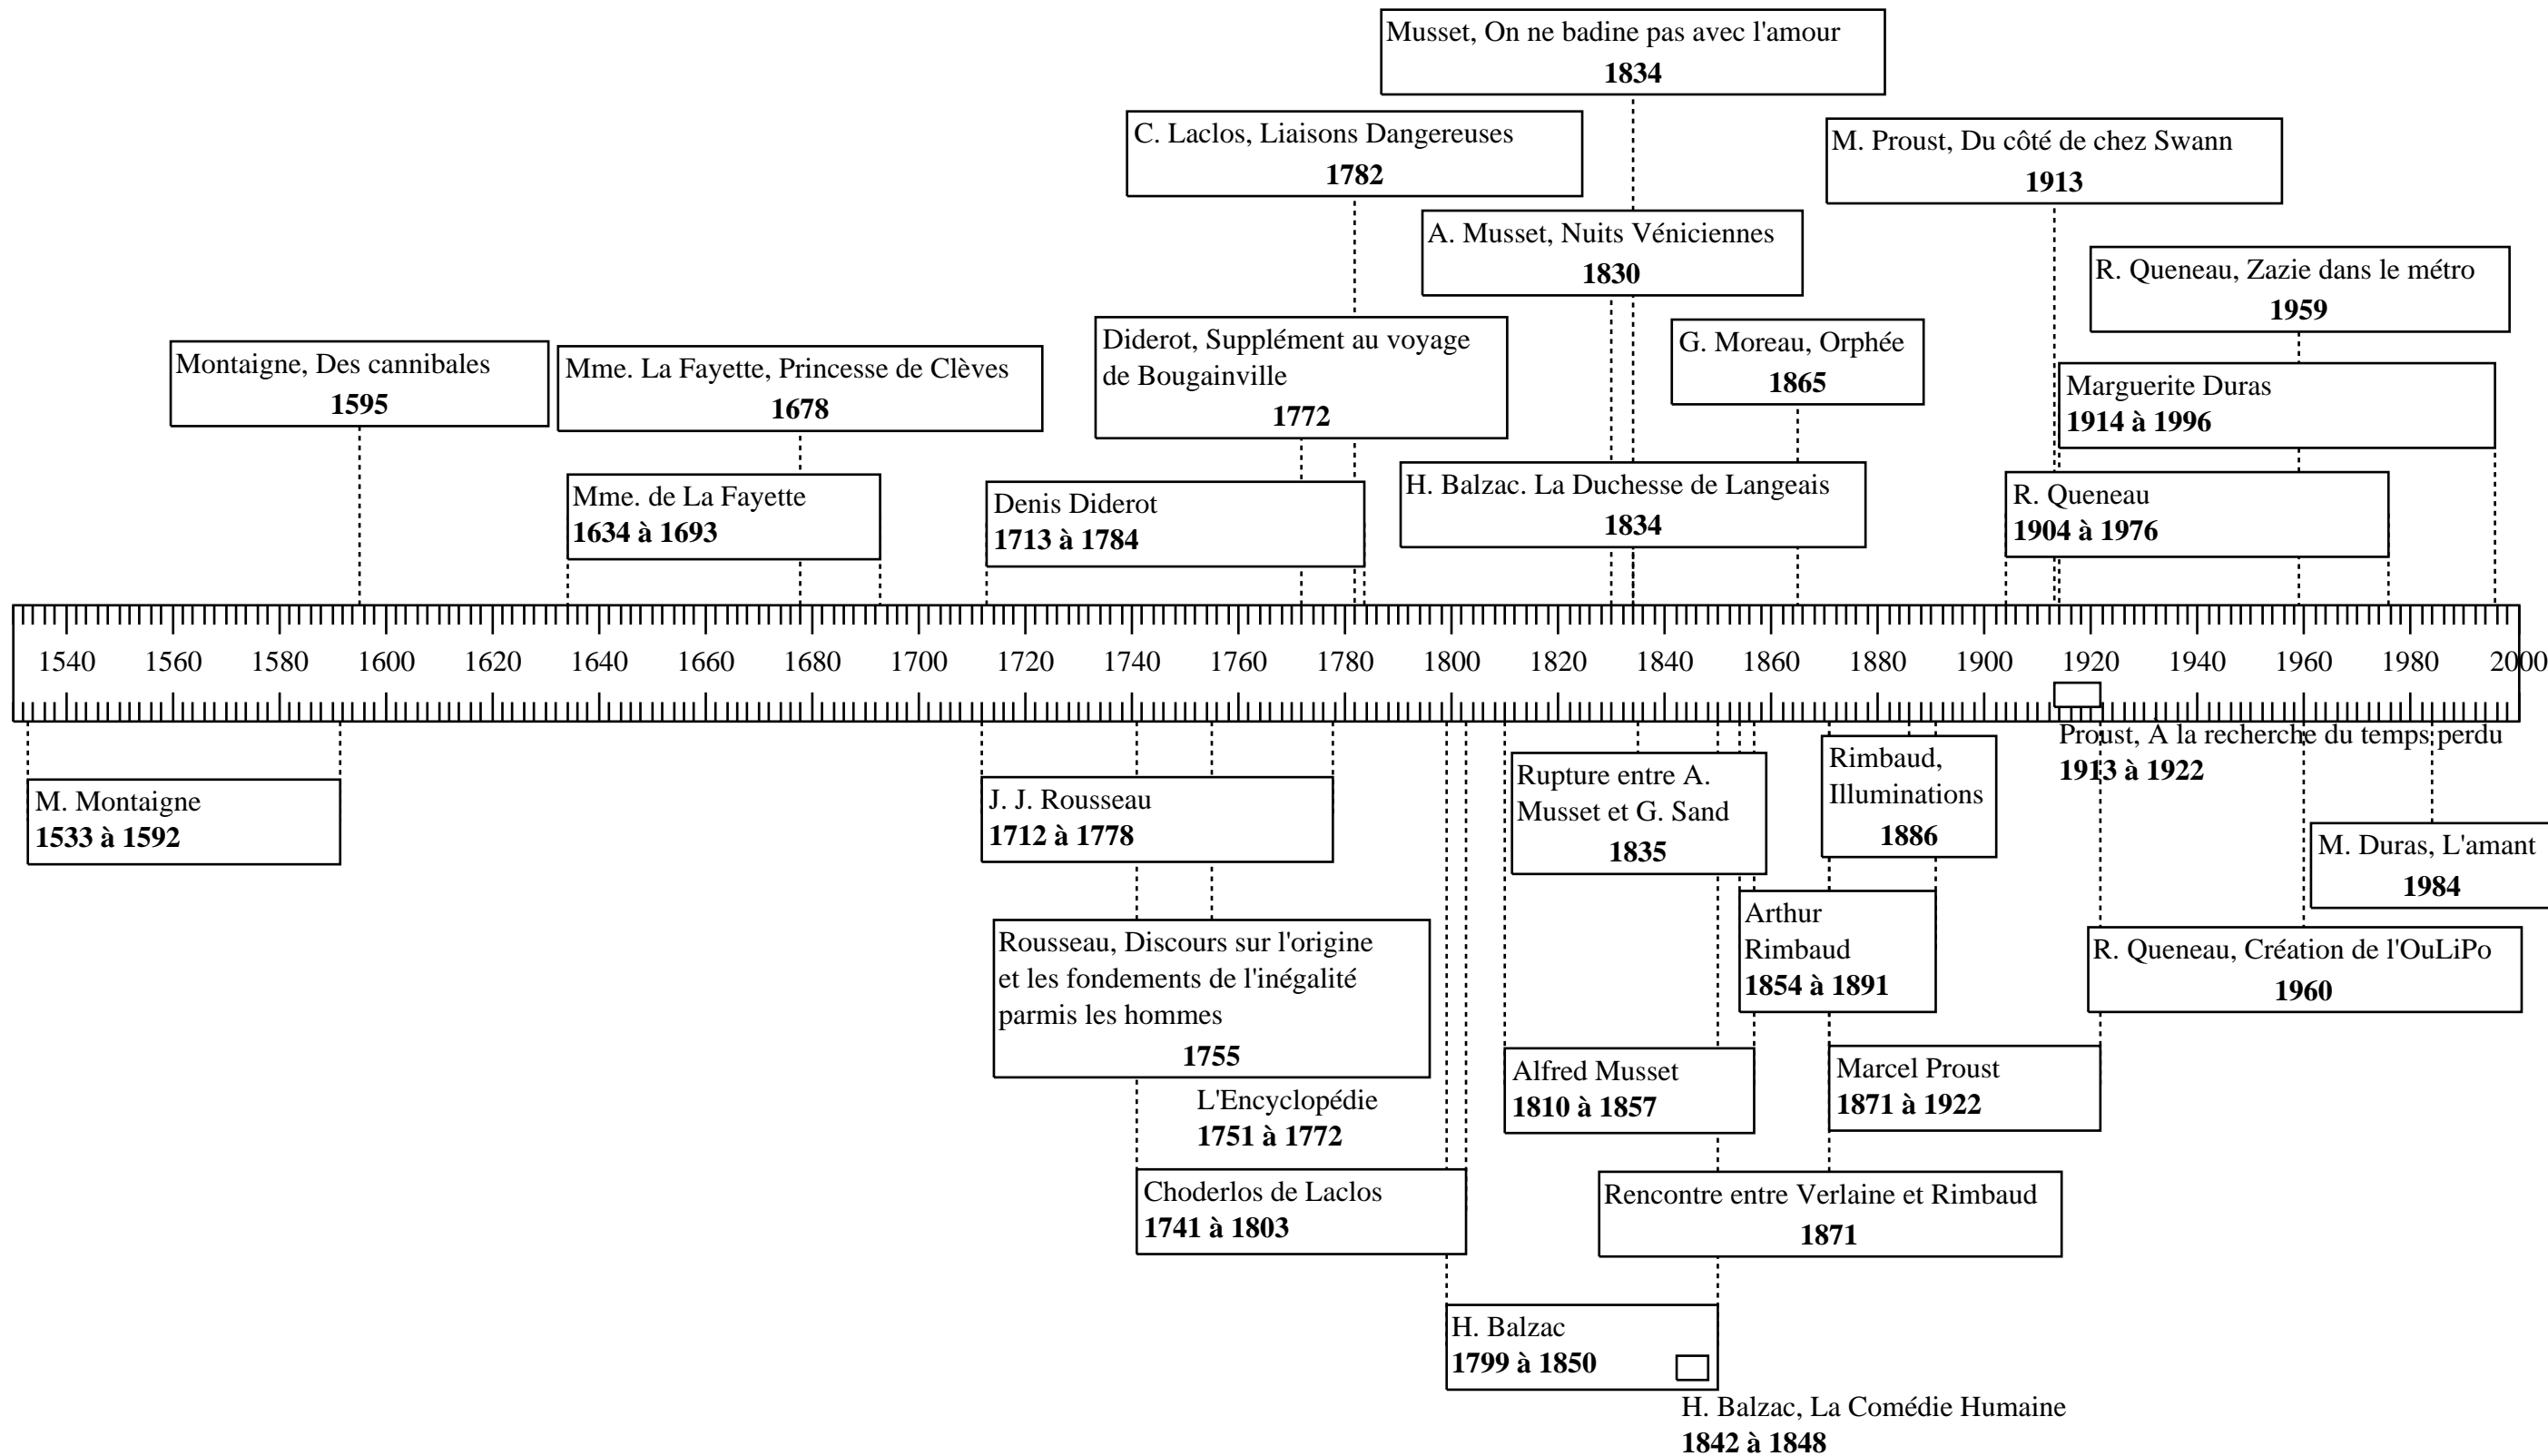 Musset, On ne badine pas avec l'amour
1834
C. Laclos, Liaisons Dangereuses
1782
M. Proust, Du côté de chez Swann
1913
A. Musset, Nuits Véniciennes
1830
R. Queneau, Zazie dans le métro
1959
Montaigne, Des cannibales
1595
Mme. La Fayette, Princesse de Clèves
1678
Diderot, Supplément au voyage
de Bougainville
1772
G. Moreau, Orphée
1865
Marguerite Duras
1914 à 1996
Mme. de La Fayette
1634 à 1693
Denis Diderot
1713 à 1784
H. Balzac. La Duchesse de Langeais
1834
R. Queneau
1904 à 1976
1540 1560 1580 1600 1620 1640 1660 1680 1700 1720 1740 1760 1780 1800 1820 1840 1860 1880 1900 1920 1940 1960 1980 2000
Proust, À la recherche du temps perdu
1913 à 1922
M. Montaigne
1533 à 1592
J. J. Rousseau
1712 à 1778
Rupture entre A.
Musset et G. Sand
1835
Rimbaud,
Illuminations
1886
M. Duras, L'amant
1984
Rousseau, Discours sur l'origine
et les fondements de l'inégalité
parmis les hommes
1755
Arthur
Rimbaud
1854 à 1891
R. Queneau, Création de l'OuLiPo
1960
L'Encyclopédie
1751 à 1772
Alfred Musset
1810 à 1857
Marcel Proust
1871 à 1922
Choderlos de Laclos
1741 à 1803
Rencontre entre Verlaine et Rimbaud
1871
H. Balzac
1799 à 1850
H. Balzac, La Comédie Humaine
1842 à 1848